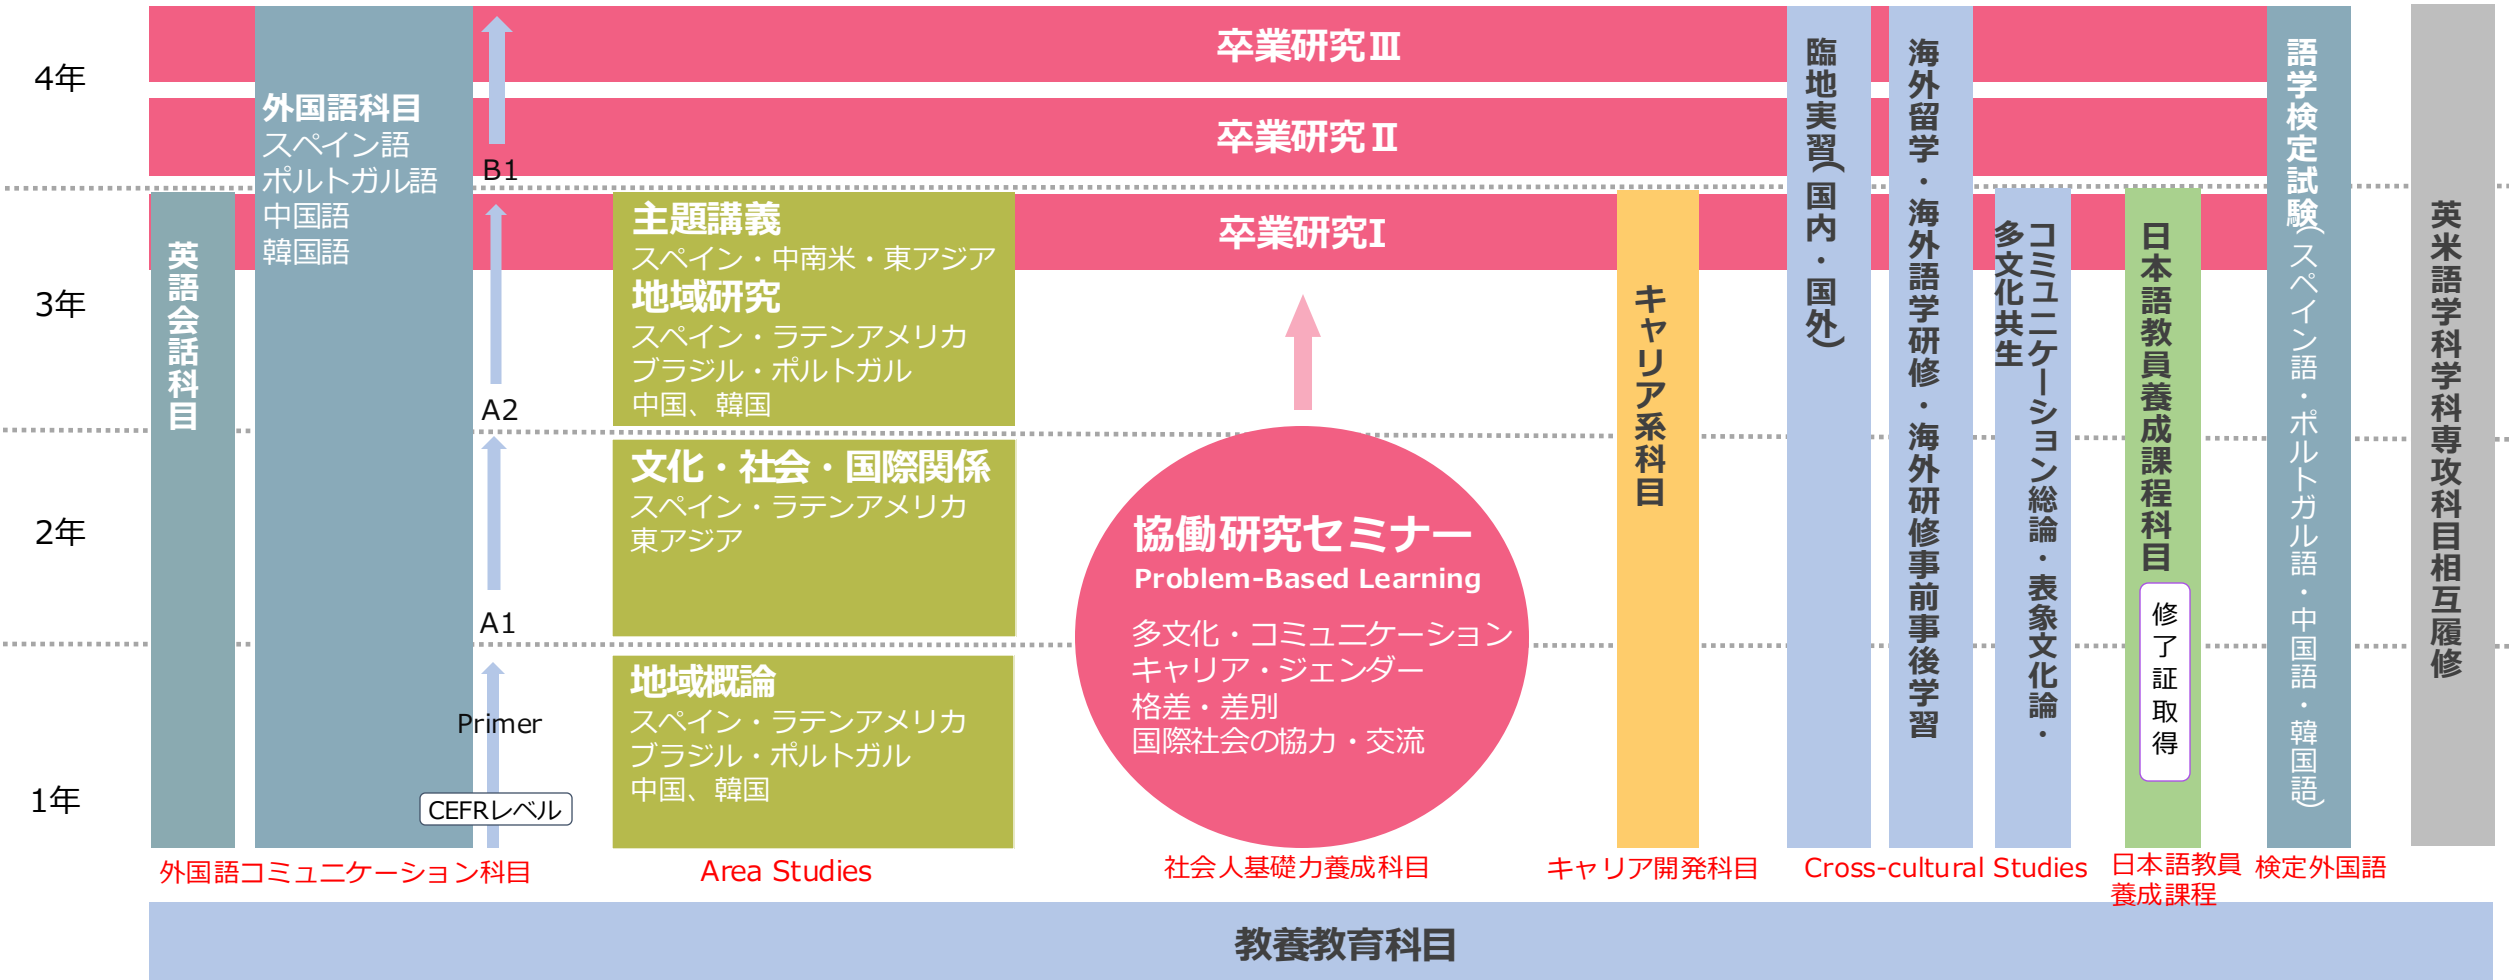 4年
3年
2年
1年
英語会話科目
外国語科目
スペイン語
ポルトガル語
中国語
韓国語
B1
A2
A1
Primer
CEFRレベル
卒業研究Ⅲ
卒業研究Ⅱ
卒業研究Ⅰ
主題講義
スペイン・中南米・東アジア
地域研究
スペイン・ラテンアメリカ
ブラジル・ポルトガル
中国、韓国
文化・社会・国際関係
スペイン・ラテンアメリカ
東アジア
地域概論
スペイン・ラテンアメリカ
ブラジル・ポルトガル
中国、韓国
協働研究セミナー
Problem-Based Learning
多文化・コミュニケーション
キャリア・ジェンダー
格差・差別
国際社会の協力・交流
キャリア系科目
臨地実習(国内・国外)
海外留学・海外語学研修・海外研修事前事後学習
コミュニケーション総論・表象文化論・
多文化共生
日本語教員養成課程科目
修了証取得
語学検定試験(スペイン語・ポルトガル語・中国語・韓国語)
英米語学科学科専攻科目相互履修
外国語コミュニケーション科目
Area Studies
社会人基礎力養成科目
キャリア開発科目
Cross-cultural Studies
日本語教員
養成課程
検定外国語
教養教育科目